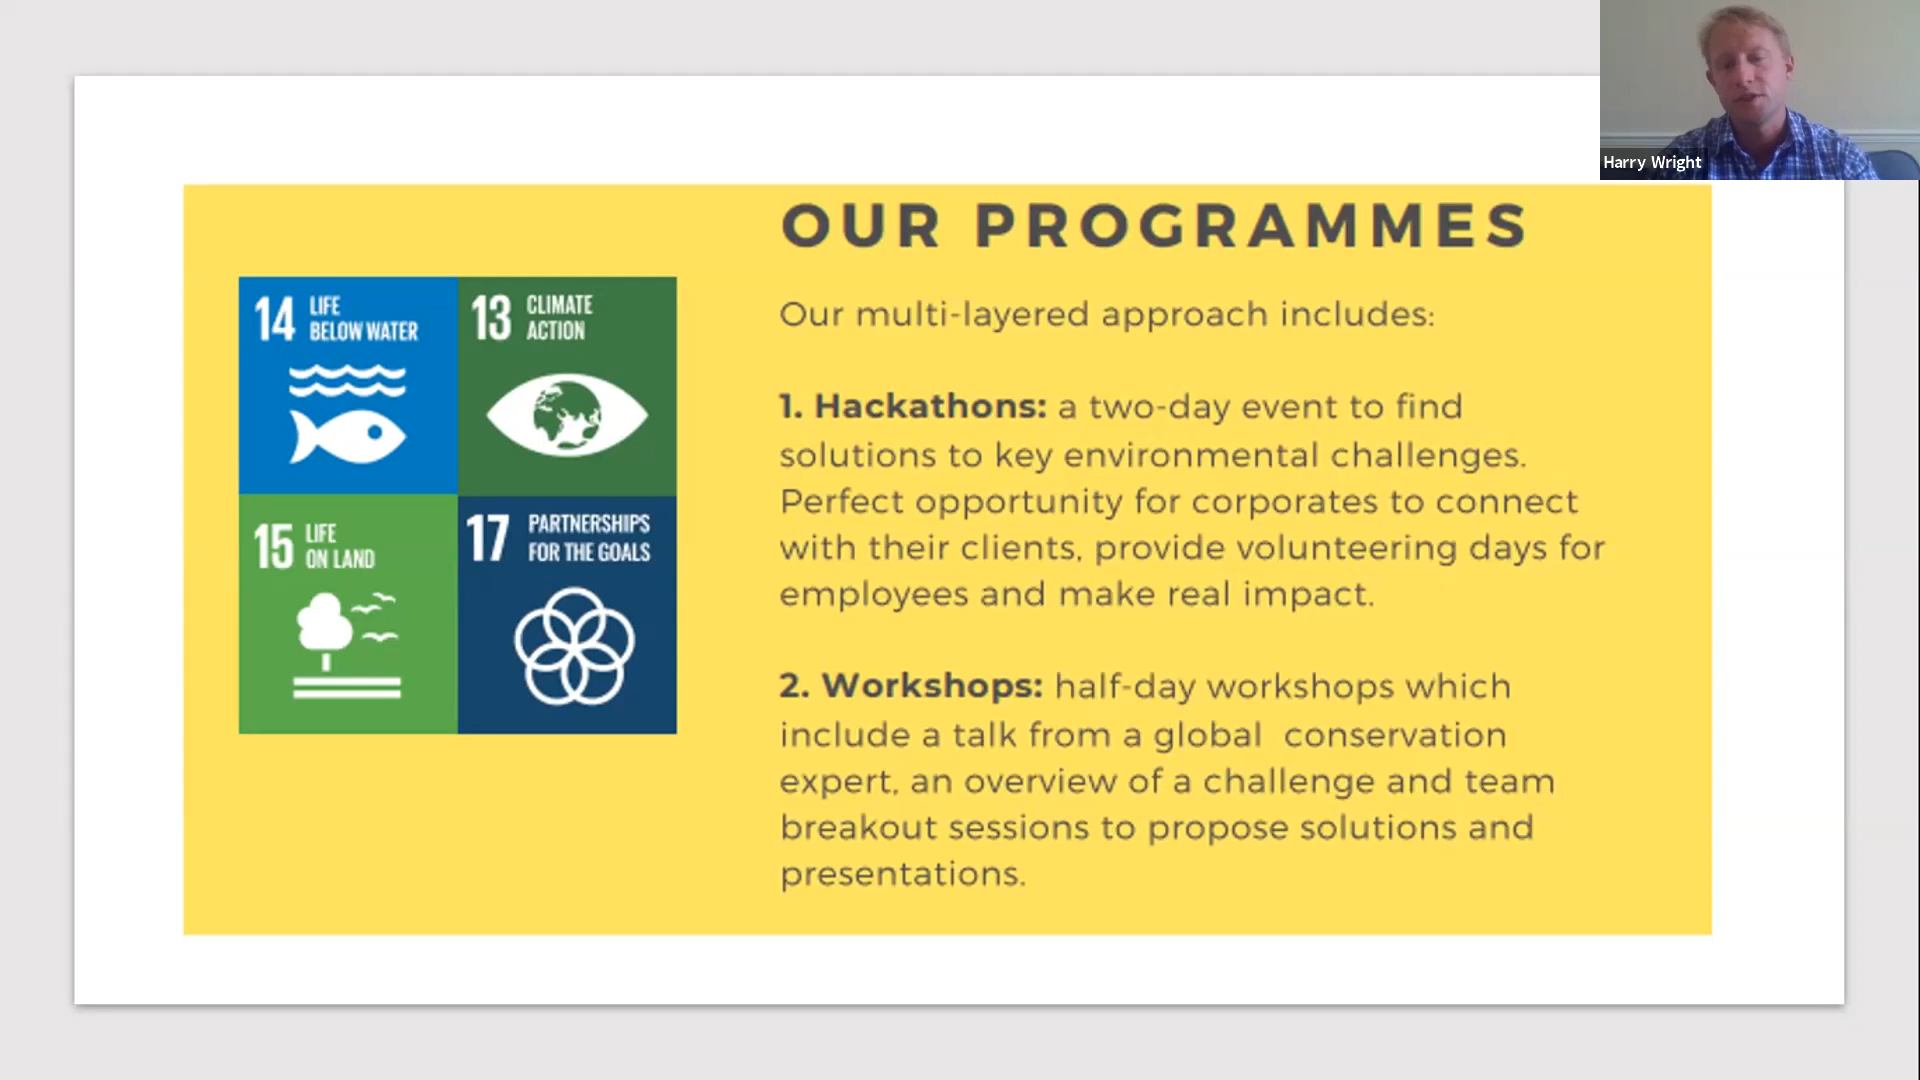 Harry Wright
OUR PROGRAMMES
14 LIFE
BELOW WATER
13 CLIMATE
ACTION
15 LIFE
ON LAND
17 PARTNERSHIPS
FOR THE GOALS
Our multi-layered approach includes:
1. Hackathons: a two-day event to find
solutions to key environmental challenges.
Perfect opportunity for corporates to connect
with their clients, provide volunteering days for
employees and make real impact.
2. Workshops: half-day workshops which
include a talk from a global conservation
expert, an overview of a challenge and team
breakout sessions to propose solutions and
presentations.